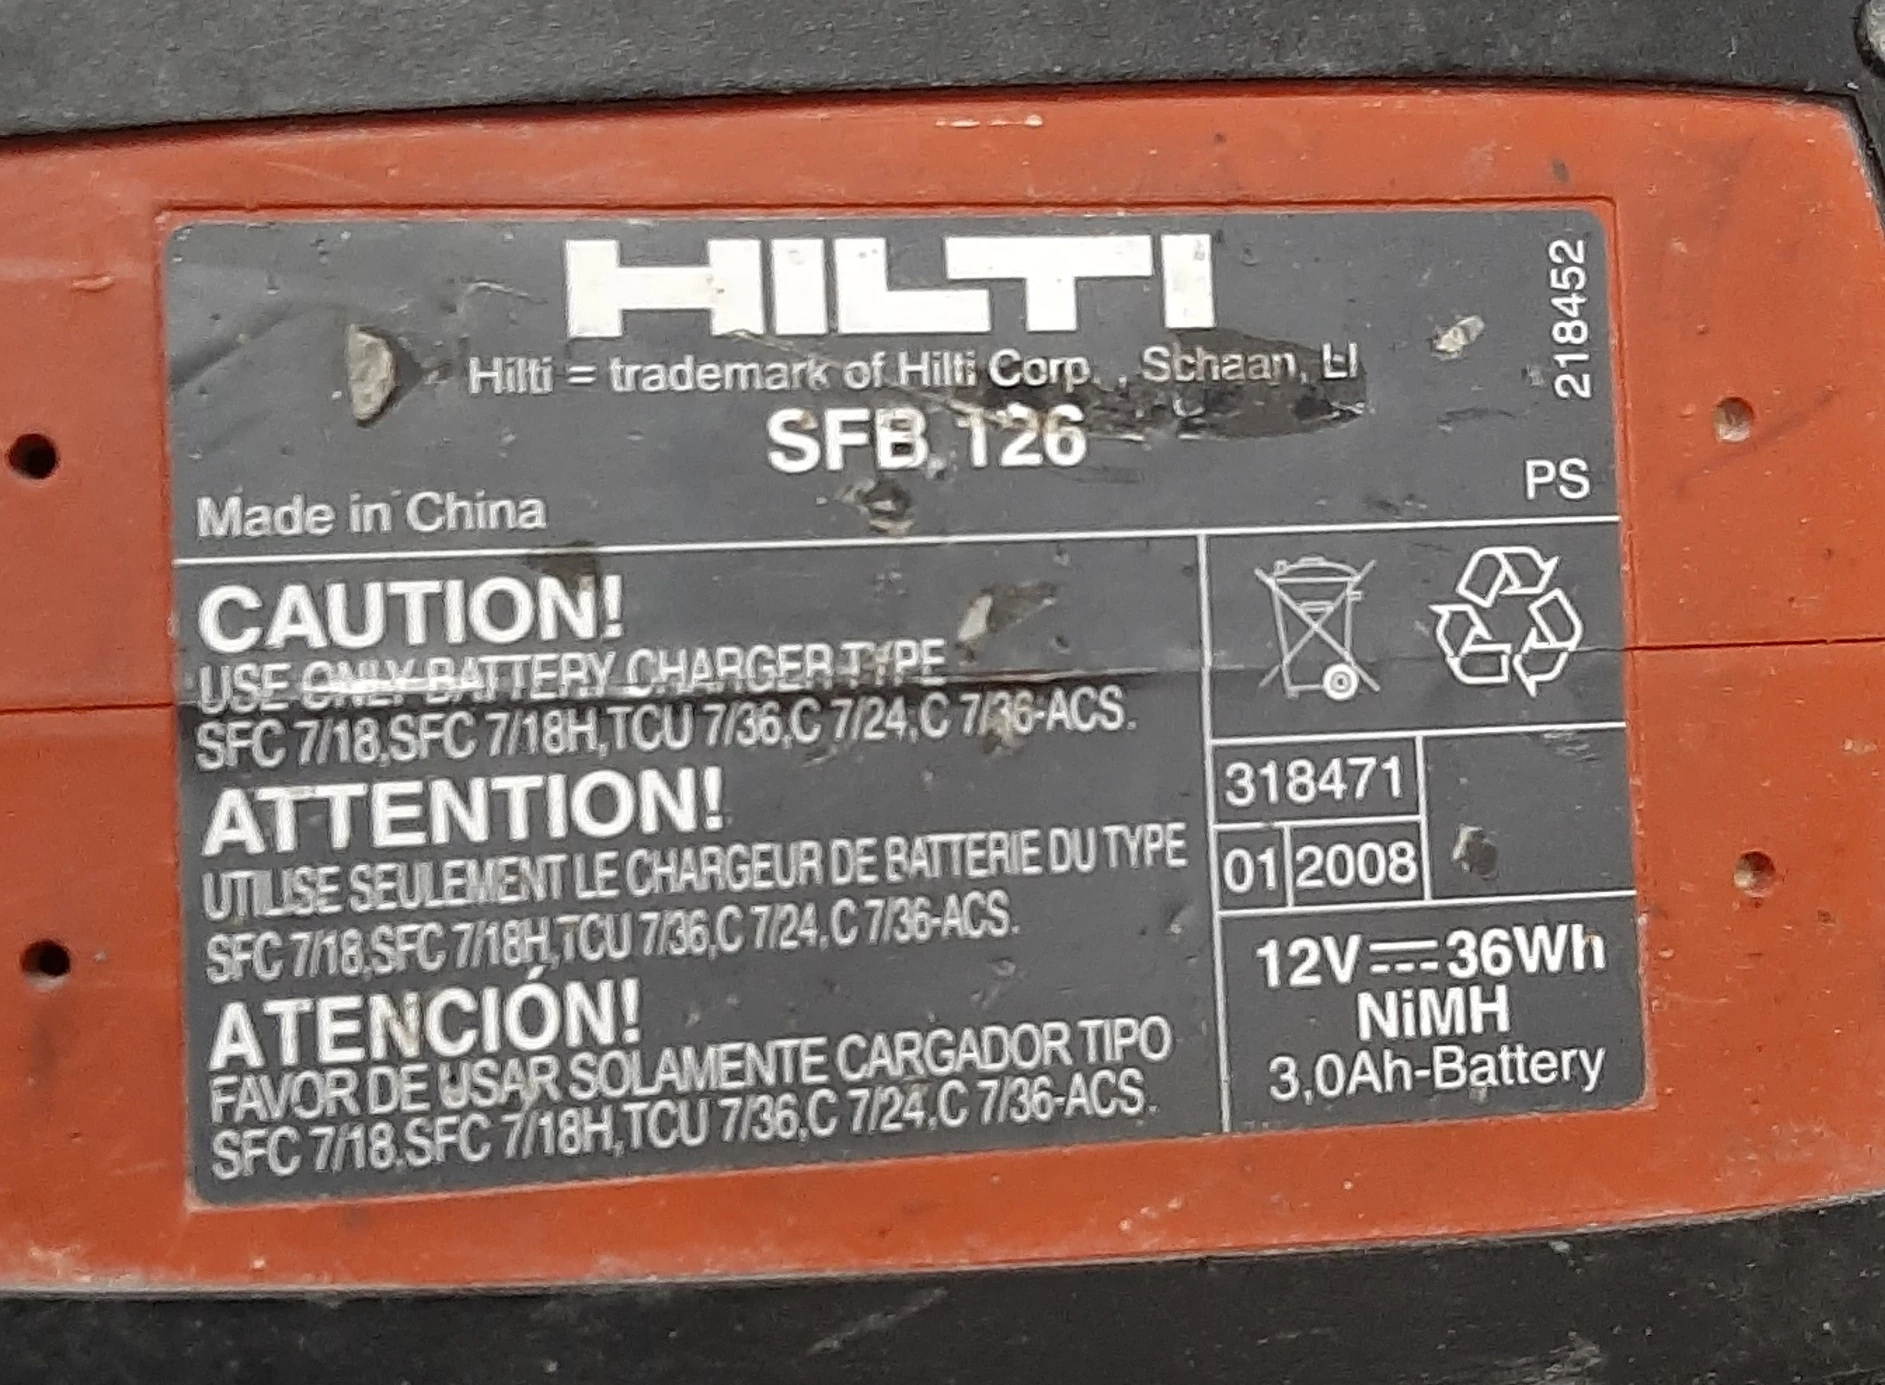 HILTI
Hilti = trademark of Hilti Corp., Schaan, LI
218452
SFB 126
PS
Made in China
CAUTION!
USE ONLY BATTERY CHARGER TYPE
SFC 7/18,SFC 7/18H,TCU 7/36,C 7/24,C 7/36-ACS.
ATTENTION!
UTILISE SEULEMENT LE CHARGEUR DE BATTERIE DU TYPE
SFC 7/18,SFC 7/18H,TCU 7/36,C 7/24,C 7/36-ACS.
ATENCIÓN!
FAVOR DE USAR SOLAMENTE CARGADOR TIPO
SFC 7/18,SFC 7/18H,TCU 7/36,C 7/24,C 7/36-ACS.
318471
01 2008
12V 36Wh
NiMH
3,0Ah-Battery